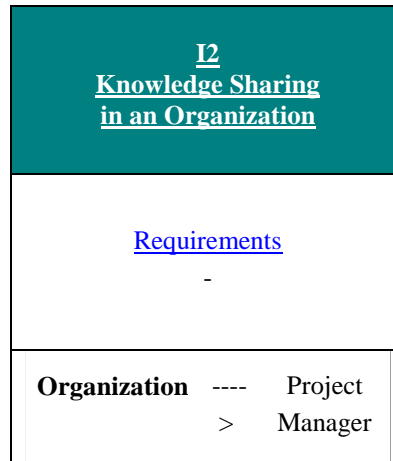 I2
Knowledge Sharing
in an Organization
Requirements
-
Organization ---- Project
> Manager